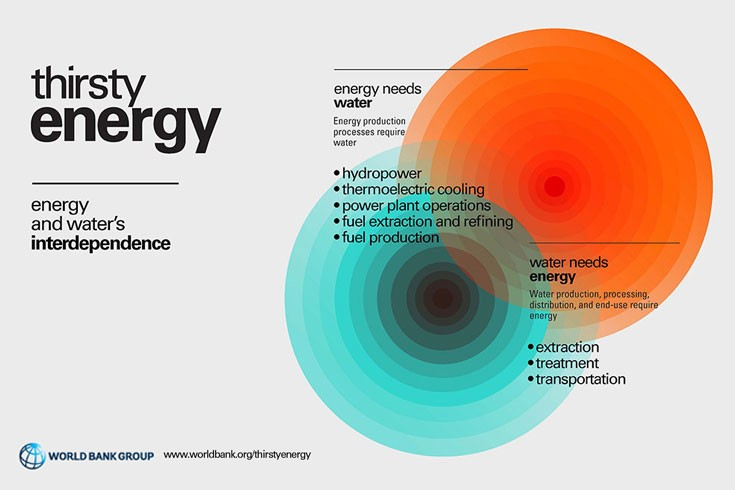 thirsty
energy
energy
and water's
interdependence
energy needs
water
Energy production
processes require
water
•hydropower
•thermoelectric cooling
•power plant operations
•fuel extraction and refining
•fuel production
water needs
energy
Water production, processing,
distribution, and end-use require
energy
•extraction
•treatment
•transportation
WORLD BANK GROUP www.worldbank.org/thirstyenergy